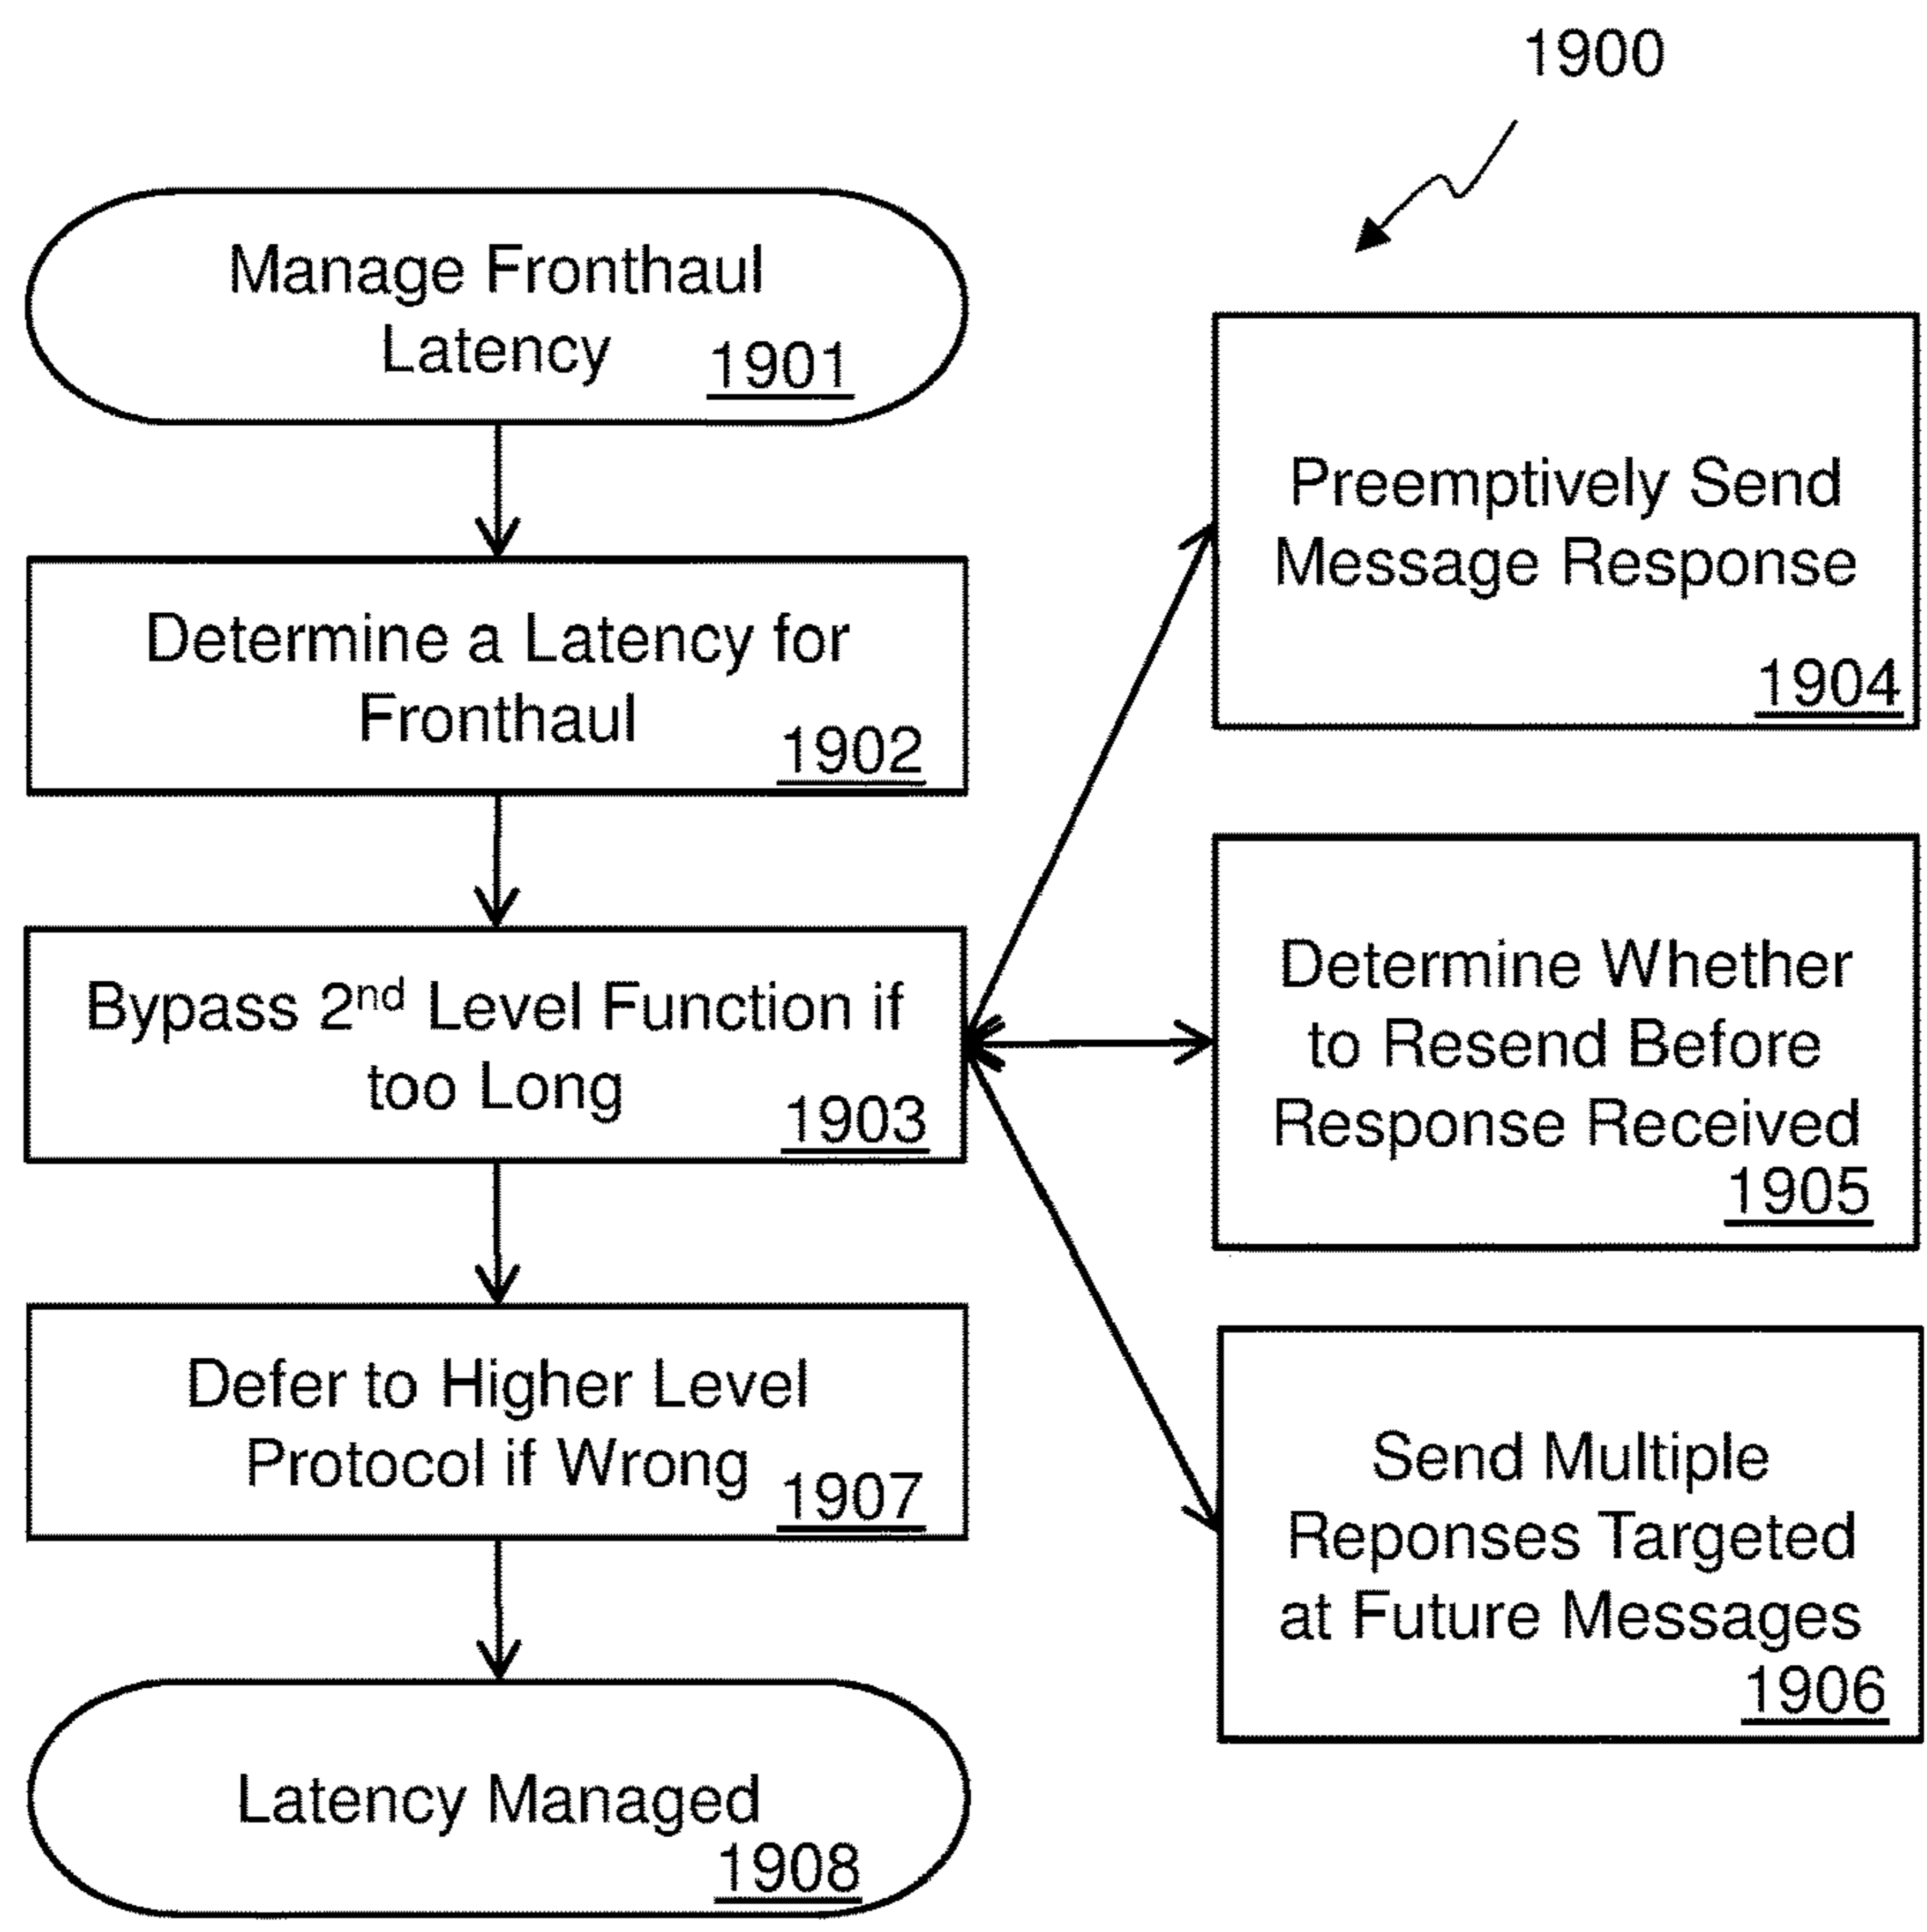 1900
Manage Fronthaul
Latency
1901
Determine a Latency for
Fronthaul
1902
Bypass 2nd Level Function if
too Long
1903
Preemptively Send
Message Response
1904
Determine Whether
to Resend Before
Response Received
1905
Send Multiple
Reponses Targeted
at Future Messages
1906
Defer to Higher Level
Protocol if Wrong
1907
Latency Managed
1908